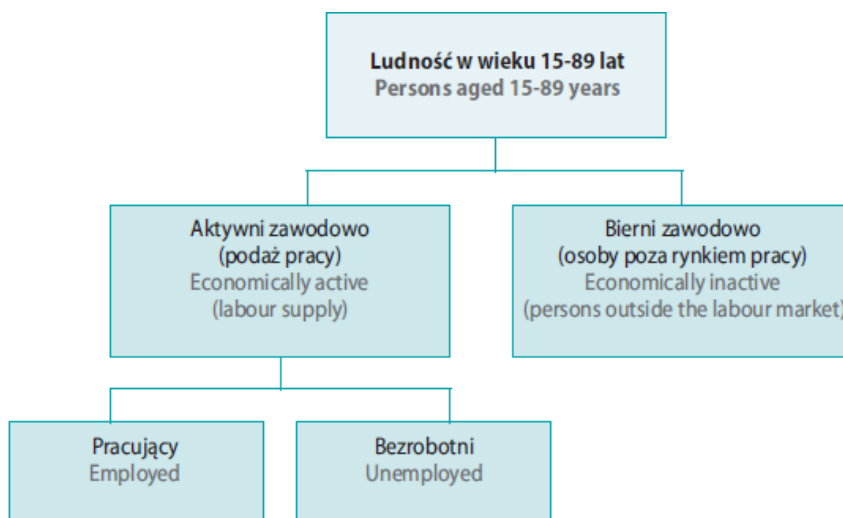 Ludność w wieku 15-89 lat
Persons aged 15-89 years
Aktywni zawodowo
(podaż pracy)
Economically active
(labour supply)
Bierni zawodowo
(osoby poza rynkiem pracy)
Economically inactive
(persons outside the labour market)
Pracujący
Employed
Bezrobotni
Unemployed